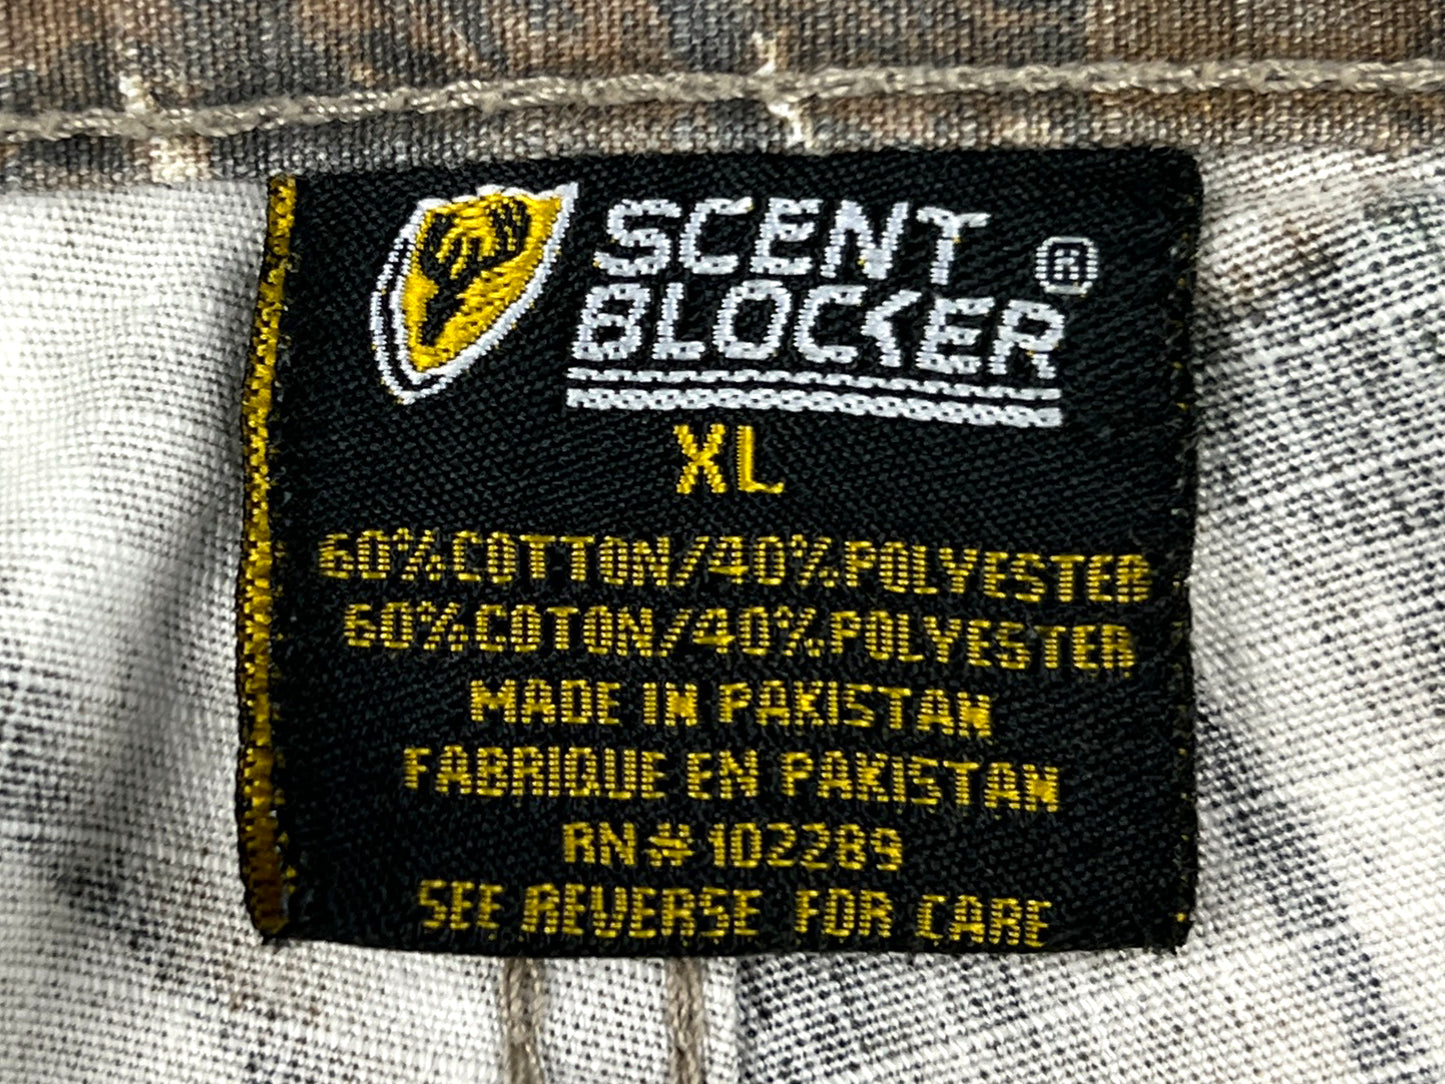 SCENT ®
BLOCKER
XL
60% COTTON/40% POLYESTER
60% COTON/40% POLYESTER
MADE IN PAKISTAN
FABRIQUE EN PAKISTAN
RN#102289
SEE REVERSE FOR CARE